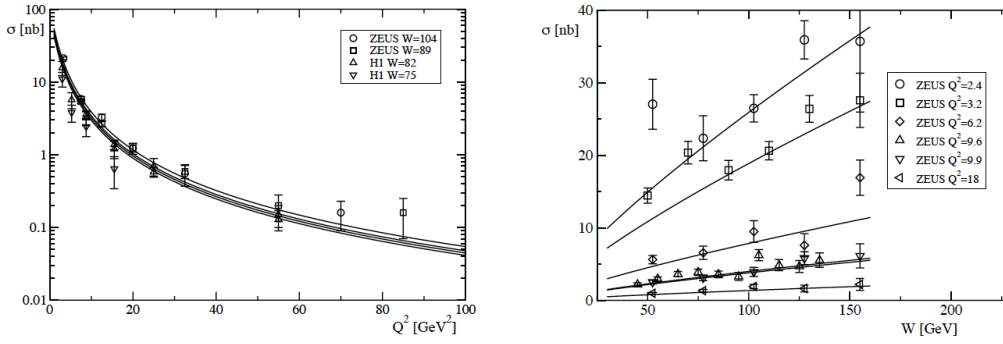 σ [nb]
100
10
1
0.1
0.01
0
20
40
60
80
100
Q² [GeV²]
ZEUS W=104
ZEUS W=89
H1 W=82
H1 W=75
σ [nb]
40
30
20
10
0
50
100
150
200
W [GeV]
ZEUS Q²=2.4
ZEUS Q²=3.2
ZEUS Q²=6.2
ZEUS Q²=9.6
ZEUS Q²=9.9
ZEUS Q²=18